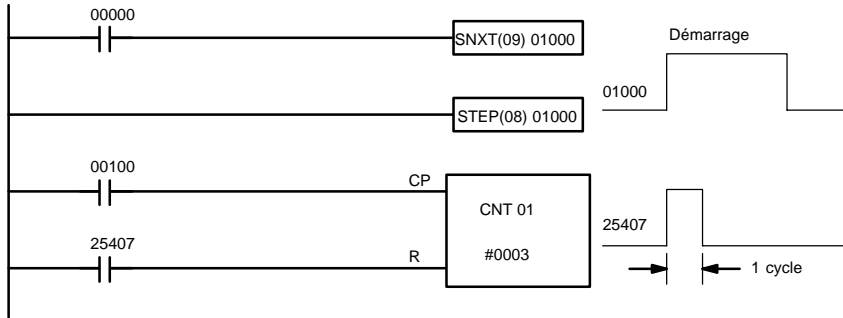 00000
SNXT(09) 01000
Démarrage
01000
STEP(08) 01000
00100
CP
CNT 01
#0003
25407
R
25407
1 cycle